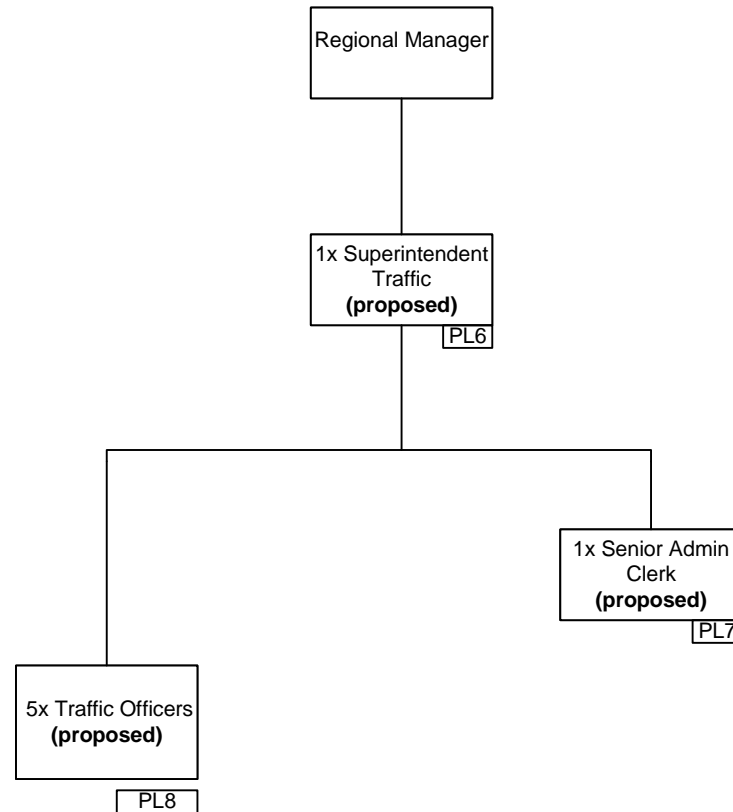 Regional Manager
1x Superintendent
Traffic
(proposed)
PL6
1x Senior Admin
Clerk
(proposed)
PL7
5x Traffic Officers
(proposed)
PL8